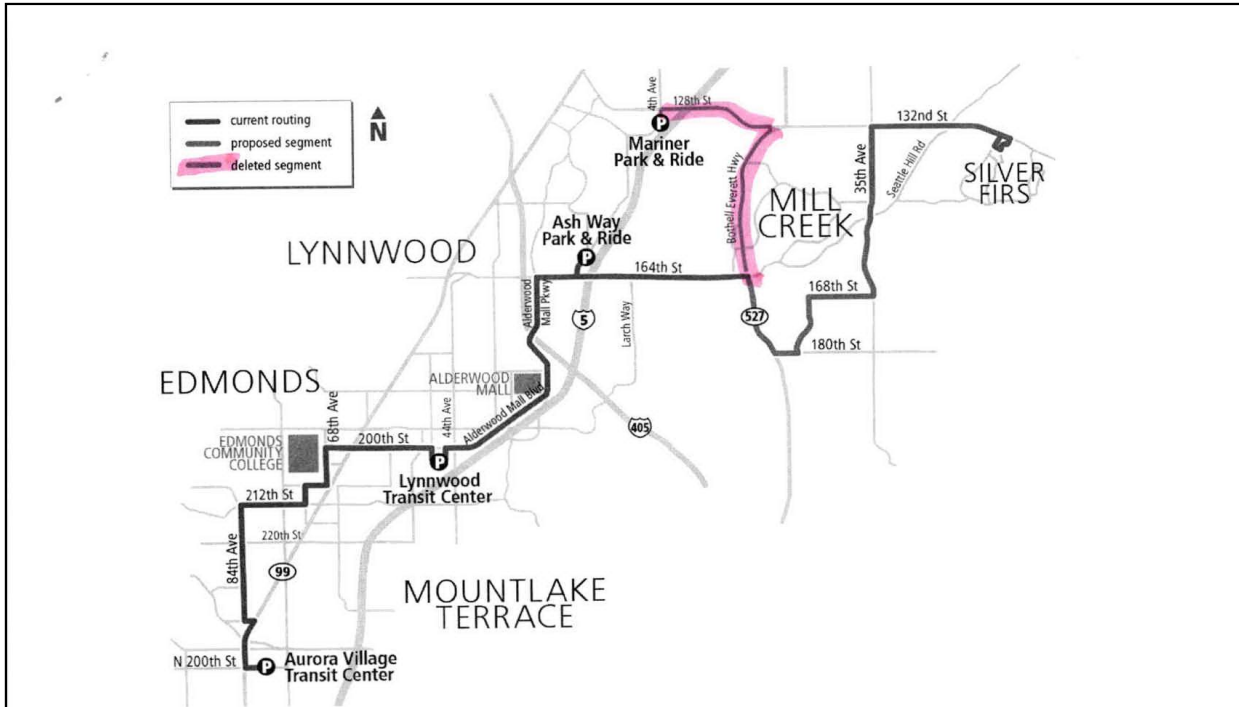 current routing
proposed segment
deleted segment
N
4th Ave
128th St
Mariner
Park & Ride
132nd St
35th Ave
Seattle Hill Rd
SILVER
FIRS
Bothell Everett Hwy
MILL
CREEK
Ash Way
Park & Ride
LYNNWOOD
164th St
Alderwood
Mall Pkwy
168th St
5
Larch Way
527
180th St
EDMONDS
ALDERWOOD
MALL
68th Ave
44th Ave
Alderwood Mall Blvd
405
200th St
EDMONDS
COMMUNITY
COLLEGE
Lynnwood
Transit Center
212th St
220th St
84th Ave
99
MOUNTLAKE
TERRACE
N 200th St
Aurora Village
Transit Center
P
P
P
P